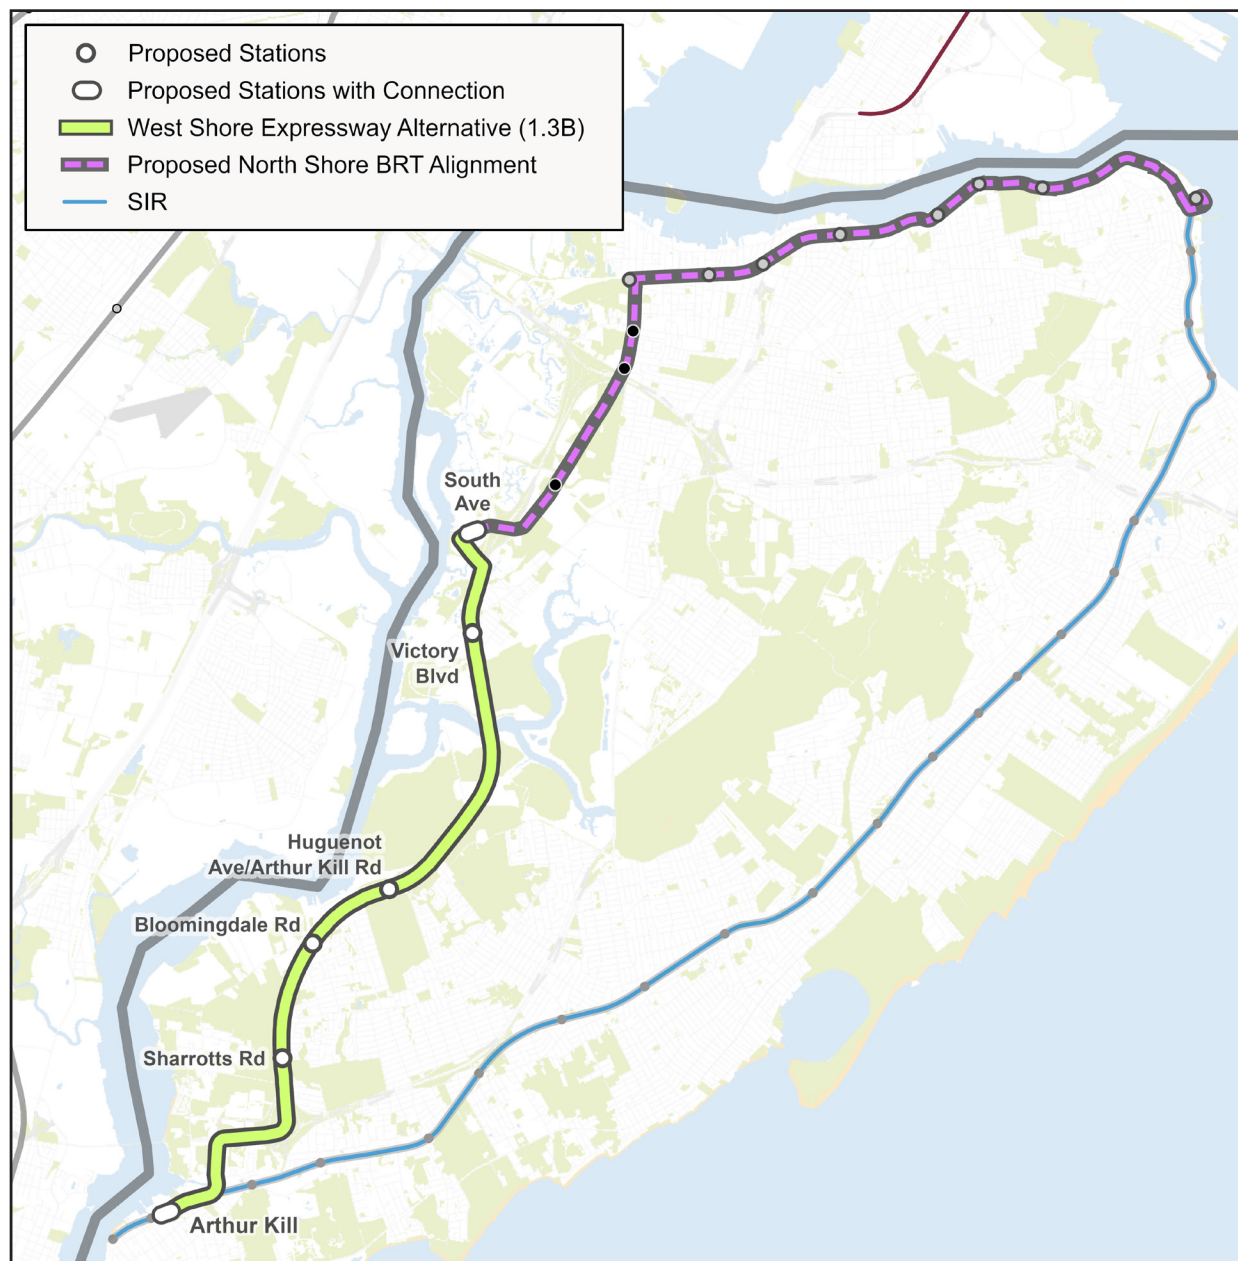 Proposed Stations
Proposed Stations with Connection
West Shore Expressway Alternative (1.3B)
Proposed North Shore BRT Alignment
SIR
South
Ave
Victory
Blvd
Huguenot
Ave/Arthur Kill Rd
Bloomingdale Rd
Sharrotts Rd
Arthur Kill